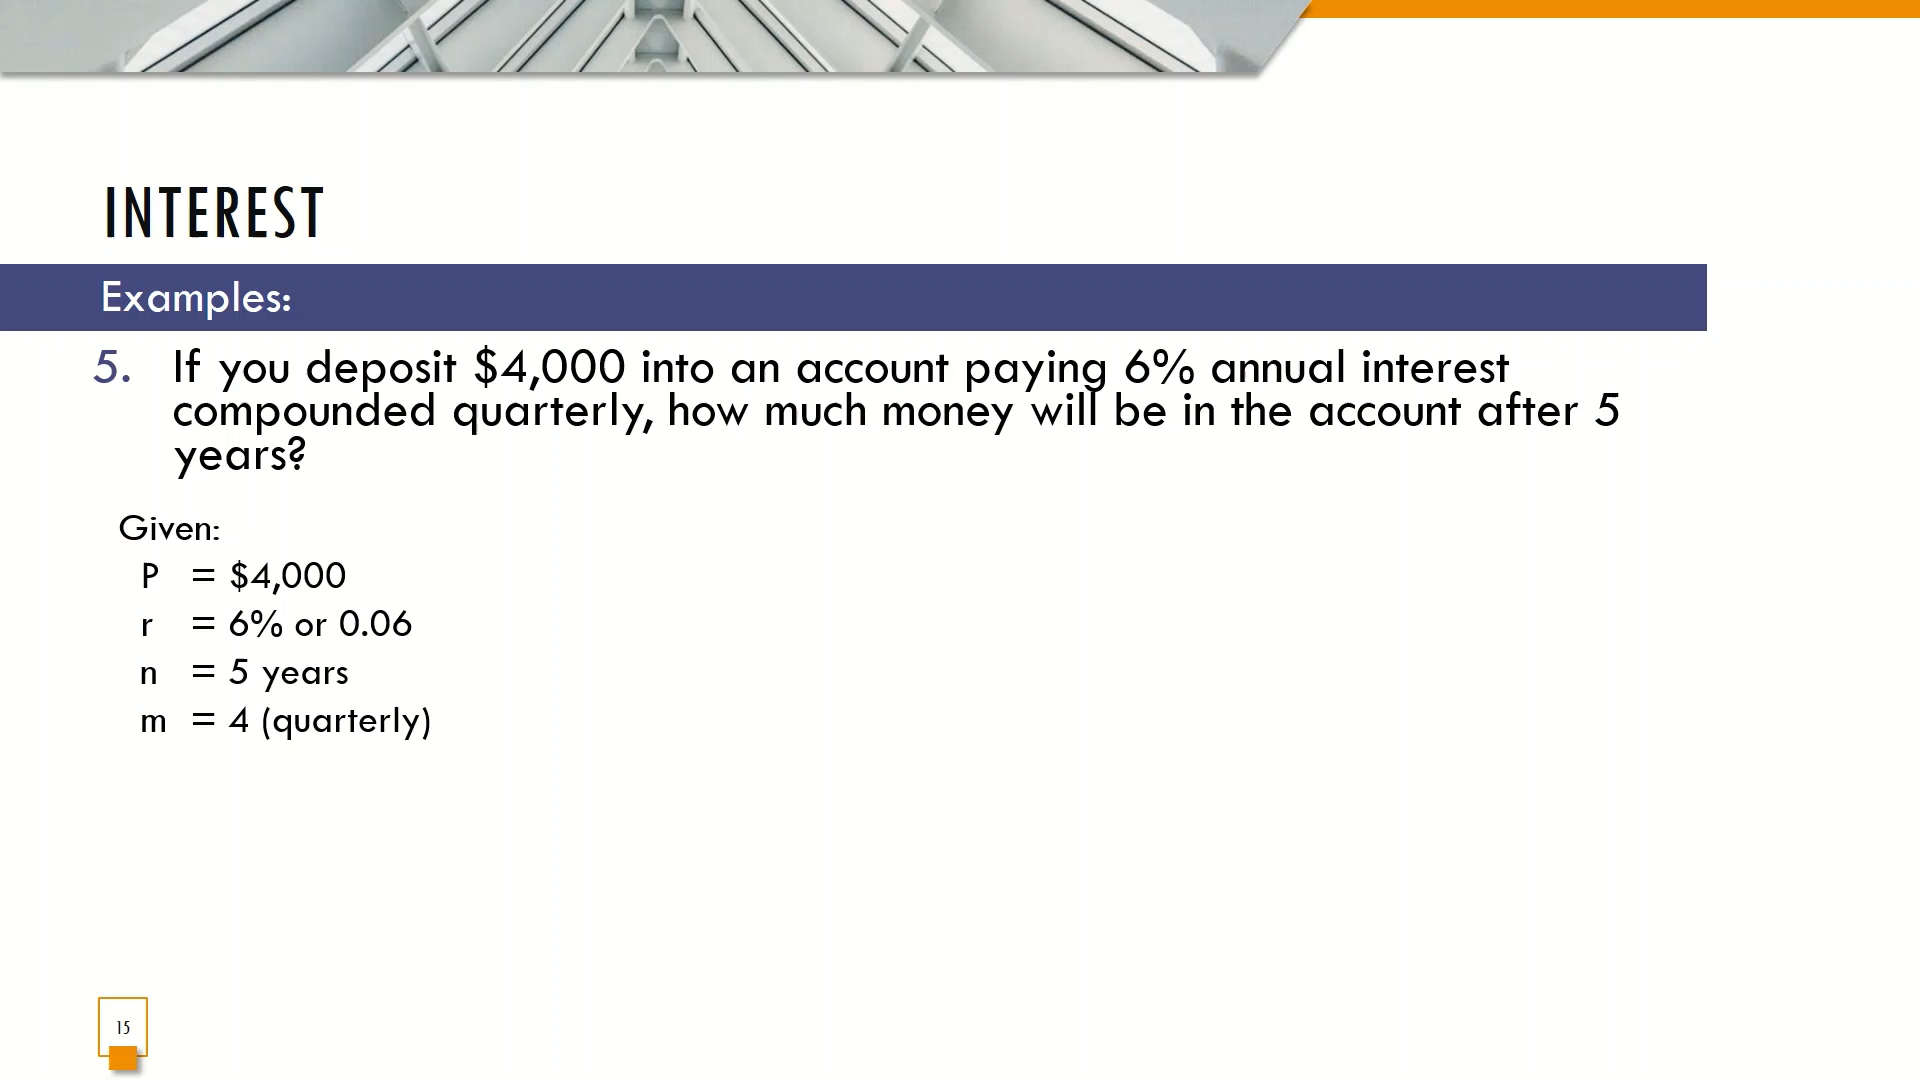 INTEREST
Examples:
5. If you deposit $4,000 into an account paying 6% annual interest
compounded quarterly, how much money will be in the account after 5
years?
Given:
P = $4,000
r = 6% or 0.06
n = 5 years
m = 4 (quarterly)
15